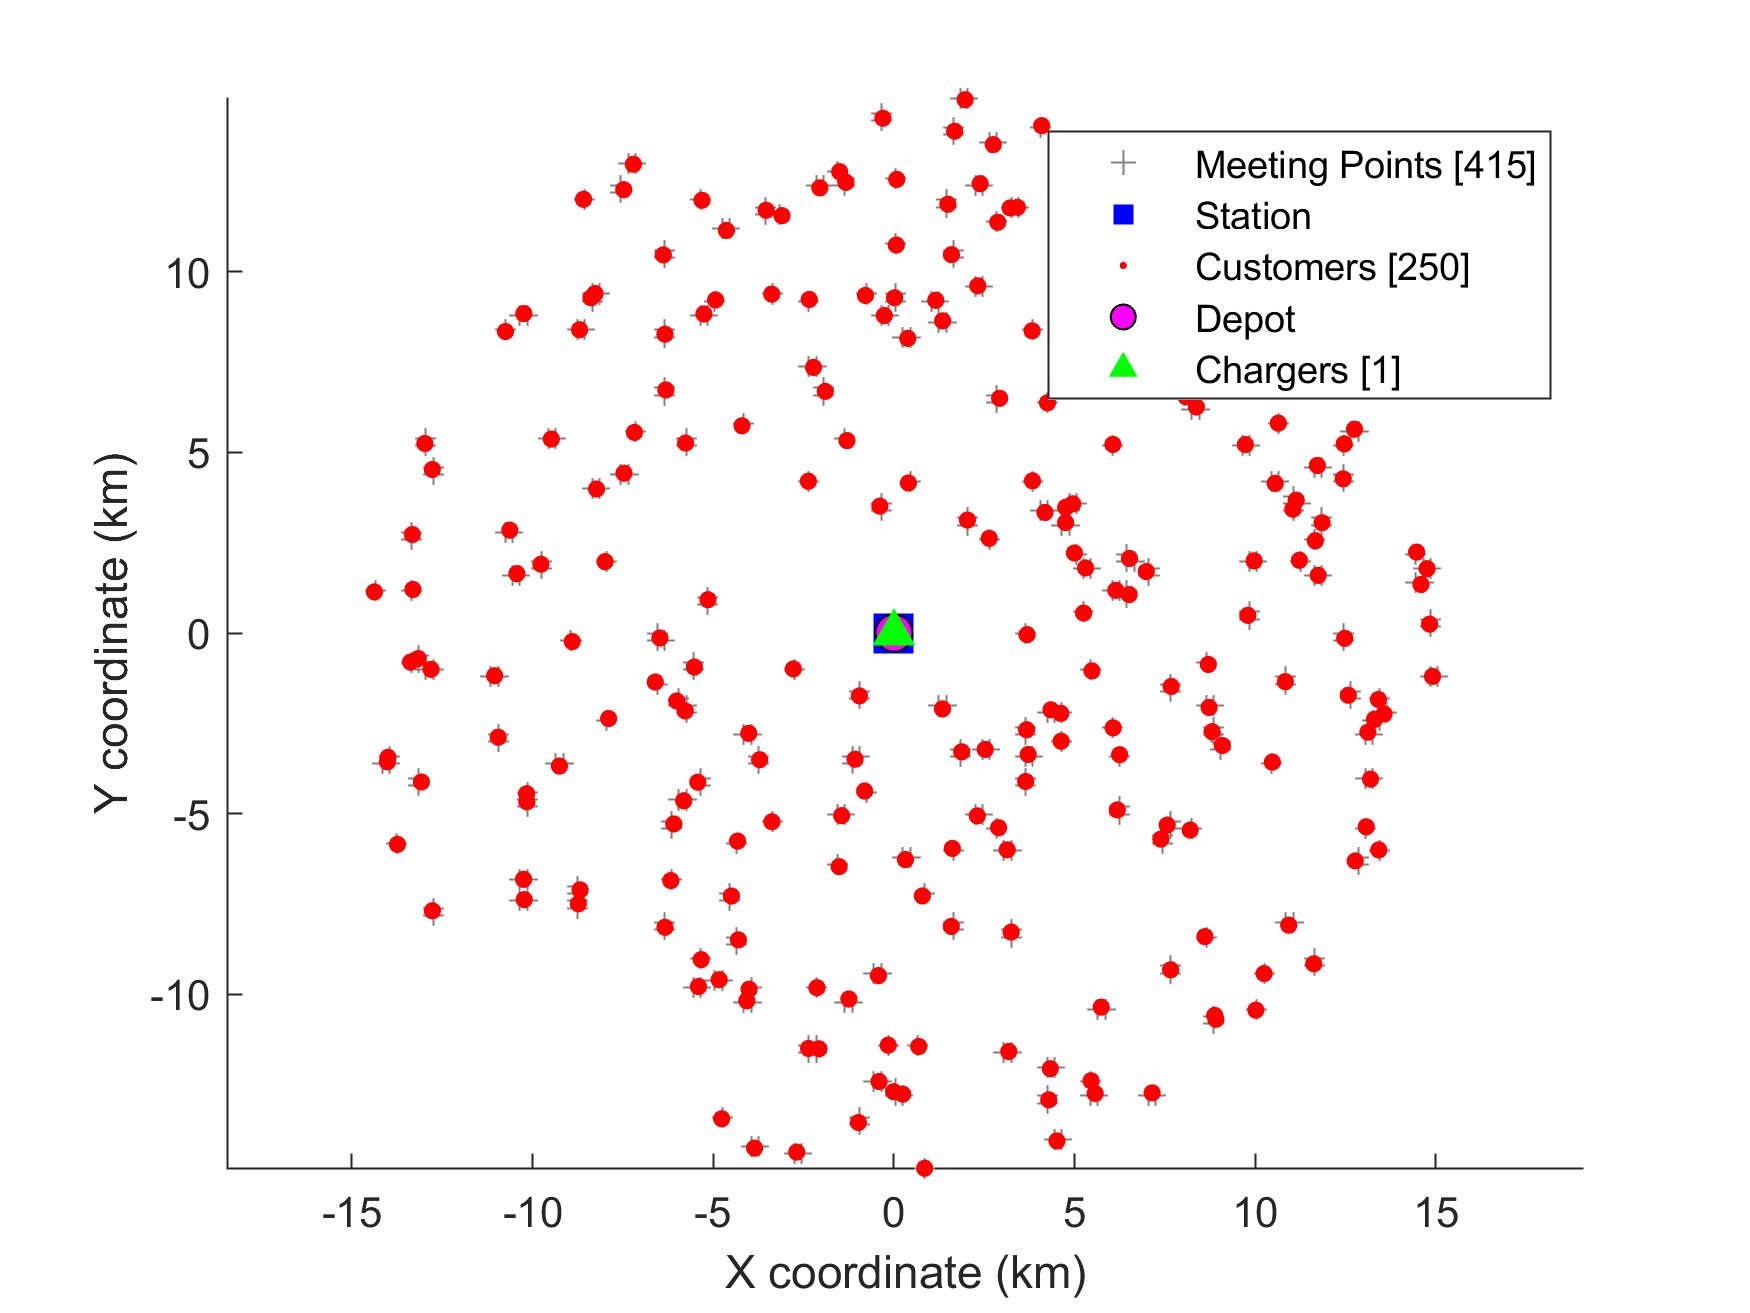 Meeting Points [415]
Station
Customers [250]
Depot
Chargers [1]
10
5
0
-5
-10
Y coordinate (km)
-15 -10 -5 0 5 10 15
X coordinate (km)